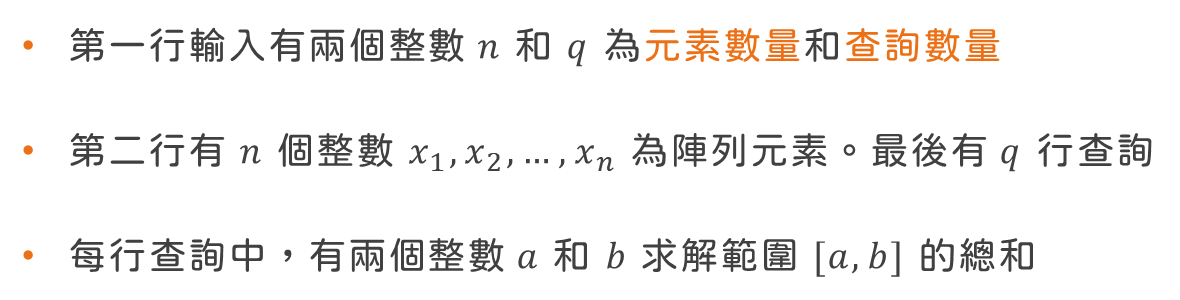 • 第一行輸入有兩個整數 n 和 q 為元素數量和查詢數量
• 第二行有 n 個整數 x₁, x₂, … , xₙ 為陣列元素。最後有 q 行查詢
• 每行查詢中，有兩個整數 a 和 b 求解範圍 [a, b] 的總和